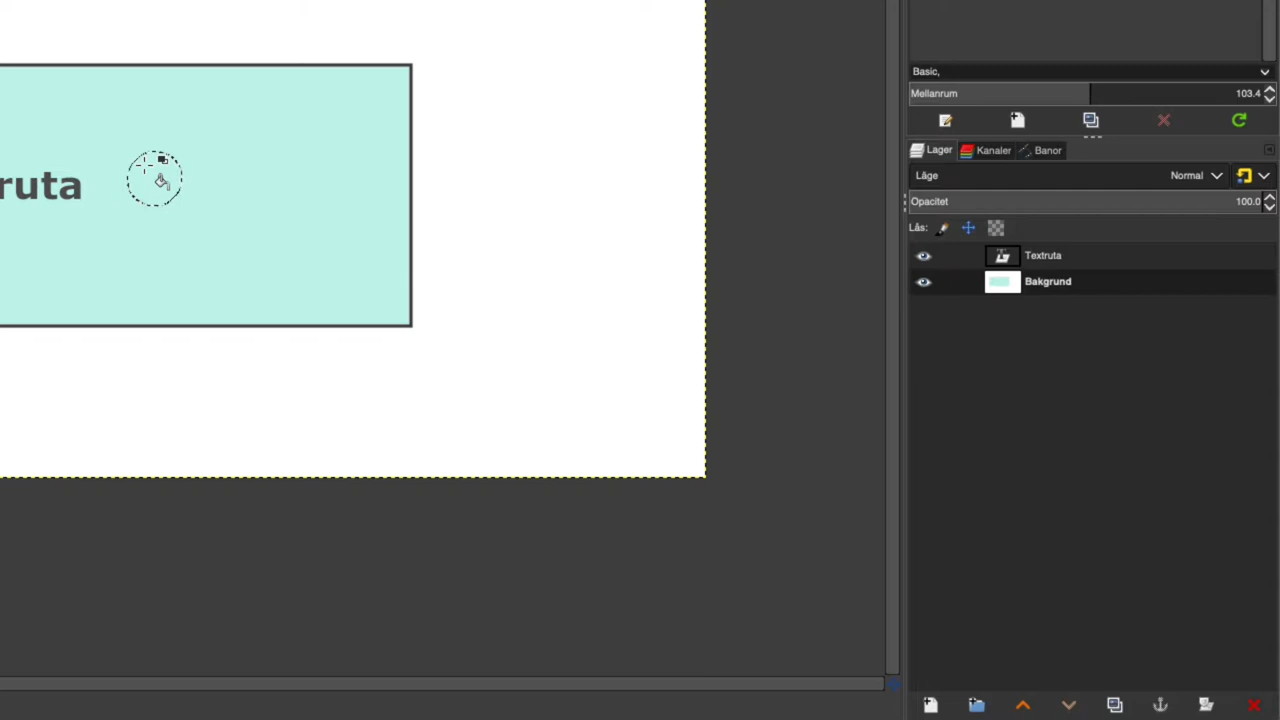 Basic,
Mellanrum 103.4
Lager Kanaler Banor
Läge Normal
Opacitet 100.0
Lås:
ruta
Textruta
Bakgrund